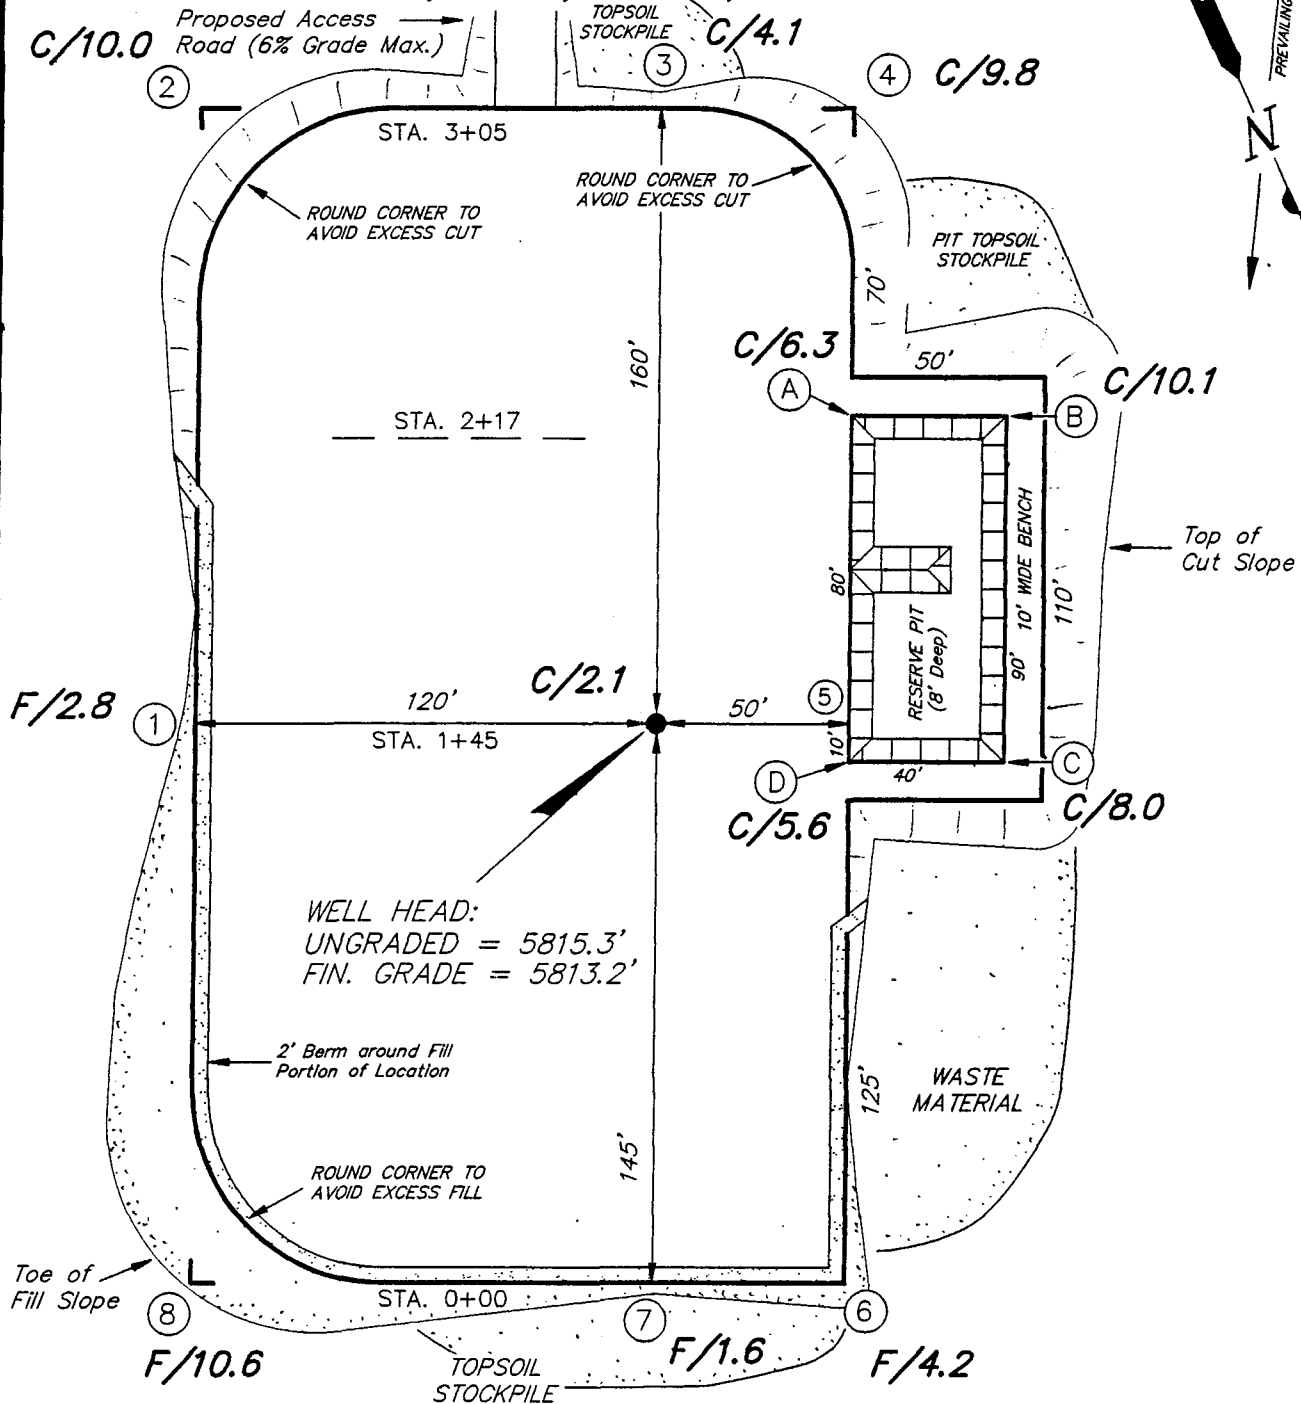 Proposed Access
Road (6% Grade Max.)
TOPSOIL
STOCKPILE
PREVAILING
C/10.0
C/4.1
2
3
4
C/9.8
N
STA. 3+05
ROUND CORNER TO
AVOID EXCESS CUT
ROUND CORNER TO
AVOID EXCESS CUT
PIT TOPSOIL
STOCKPILE
70'
C/6.3
50'
160'
A
C/10.1
B
STA. 2+17
10' WIDE BENCH
Top of
Cut Slope
80'
110'
RESERVE PIT
(8' Deep)
90'
F/2.8
1
120'
C/2.1
50'
5
STA. 1+45
10'
D
40'
C
C/5.6
C/8.0
WELL HEAD:
UNGRADED = 5815.3'
FIN. GRADE = 5813.2'
2' Berm around Fill
Portion of Location
125'
WASTE
MATERIAL
145'
ROUND CORNER TO
AVOID EXCESS FILL
Toe of
Fill Slope
8
STA. 0+00
7
6
F/10.6
F/1.6
F/4.2
TOPSOIL
STOCKPILE